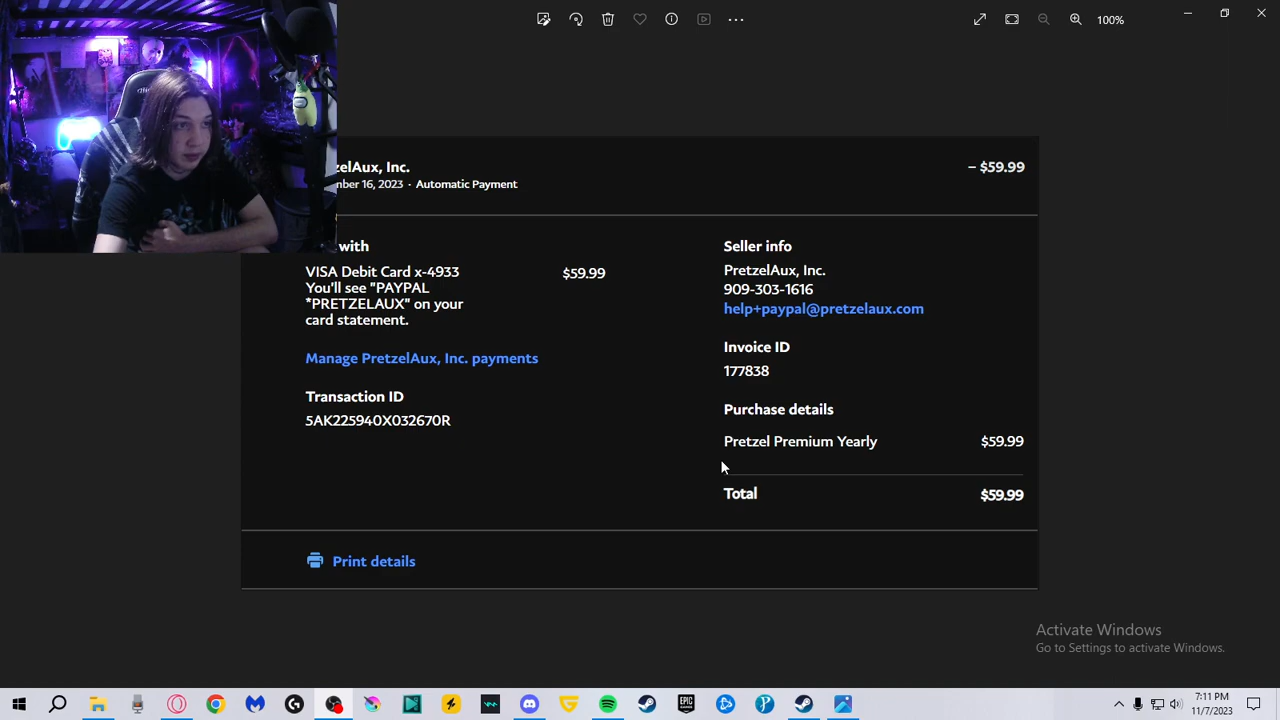 100%
zelAux, Inc.
– $59.99
mber 16, 2023 · Automatic Payment
with
VISA Debit Card x-4933
$59.99
You'll see "PAYPAL
*PRETZELAUX" on your
card statement.
Manage PretzelAux, Inc. payments
Transaction ID
5AK225940X032670R
Seller info
PretzelAux, Inc.
909-303-1616
help+paypal@pretzelaux.com
Invoice ID
177838
Purchase details
Pretzel Premium Yearly
$59.99
Total
$59.99
Print details
Activate Windows
Go to Settings to activate Windows.
EPIC
GAMES
7:11 PM
11/7/2023